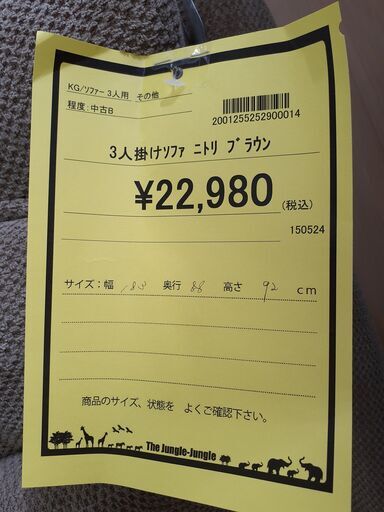 KG/ソファー3人用 その他
程度:中古B
2001255252900014
3人掛けソファ ニトリ ブラウン
¥22,980(税込)
150524
サイズ:幅 183 奥行 88 高さ 92 cm
商品のサイズ、状態を よくご確認下さい。
The Jungle-Jungle